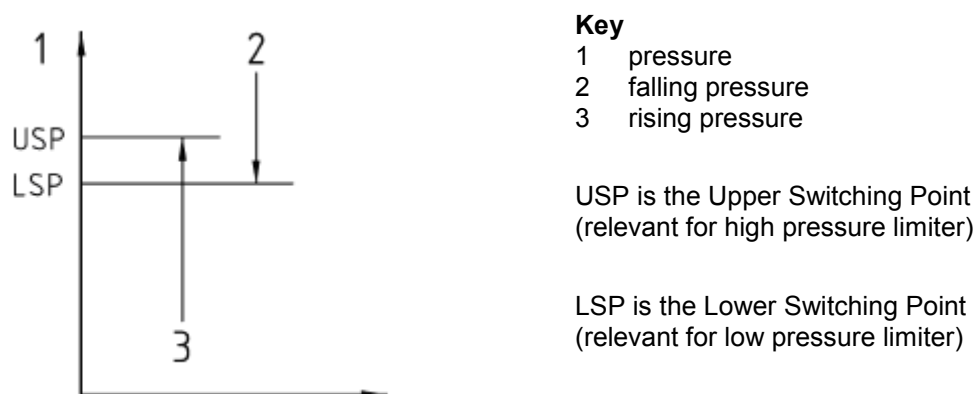 1
2
USP
LSP
3
Key
1 pressure
2 falling pressure
3 rising pressure
USP is the Upper Switching Point
(relevant for high pressure limiter)
LSP is the Lower Switching Point
(relevant for low pressure limiter)